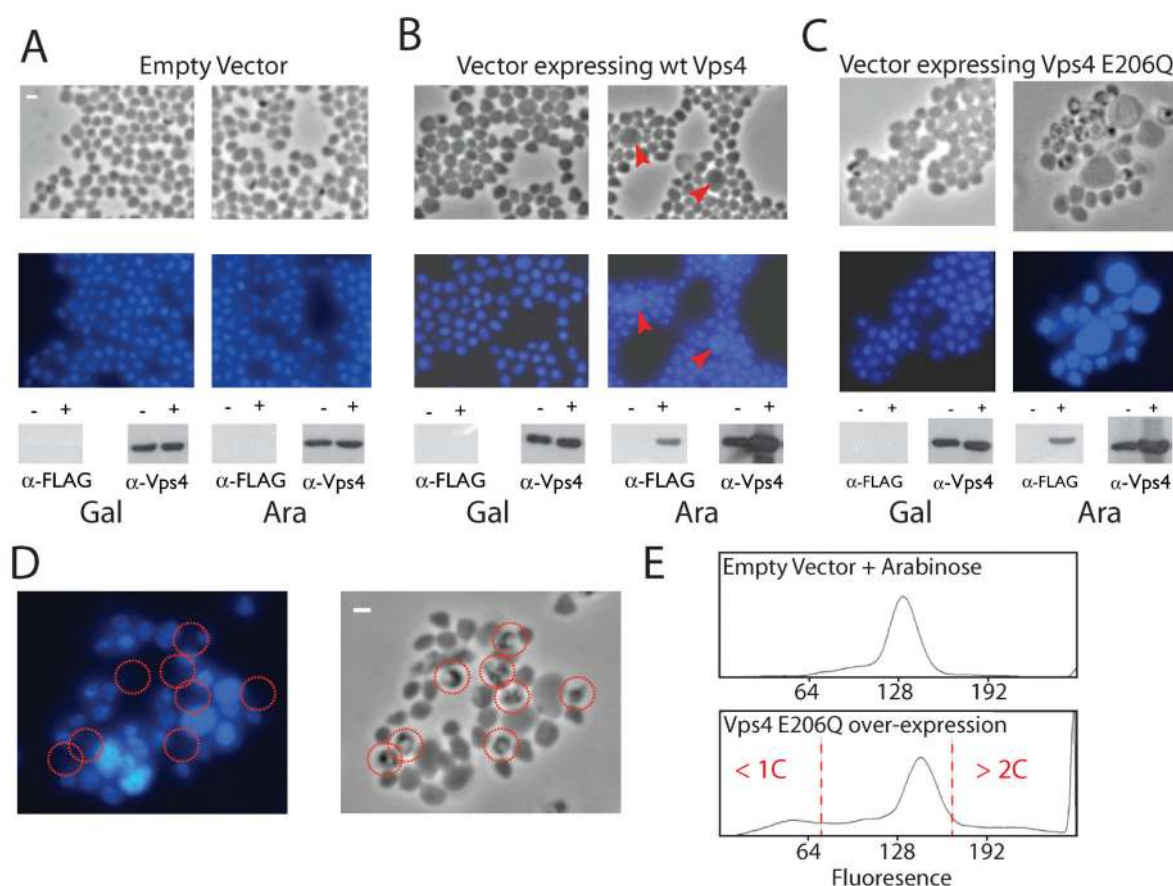 A
Empty Vector
B
Vector expressing wt Vps4
C
Vector expressing Vps4 E206Q
- + - + - + - +
- + - + - + - +
- + - + - + - +
α-FLAG α-Vps4 α-FLAG α-Vps4
α-FLAG α-Vps4 α-FLAG α-Vps4
α-FLAG α-Vps4 α-FLAG α-Vps4
Gal Ara
Gal Ara
Gal Ara
D
E
Empty Vector + Arabinose
64 128 192
Vps4 E206Q over-expression
< 1C > 2C
64 128 192
Fluoresence